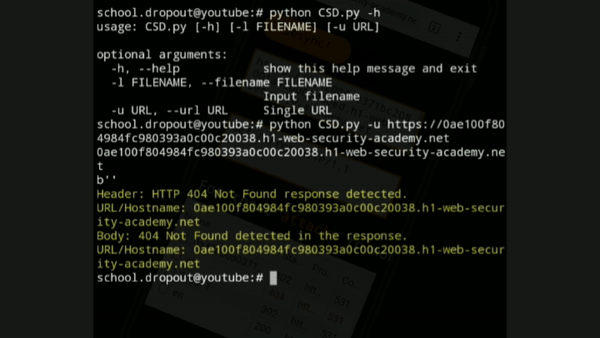 school.dropout@youtube:# python CSD.py -h
usage: CSD.py [-h] [-l FILENAME] [-u URL]
optional arguments:
-h, --help show this help message and exit
-l FILENAME, --filename FILENAME
Input filename
-u URL, --url URL Single URL
school.dropout@youtube:# python CSD.py -u https://0ae100f80
4984fc980393a0c00c20038.h1-web-security-academy.net
0ae100f804984fc980393a0c00c20038.h1-web-security-academy.ne
t
b''
Header: HTTP 404 Not Found response detected.
URL/Hostname: 0ae100f804984fc980393a0c00c20038.h1-web-secur
ity-academy.net
Body: 404 Not Found detected in the response.
URL/Hostname: 0ae100f804984fc980393a0c00c20038.h1-web-secur
ity-academy.net
school.dropout@youtube:#